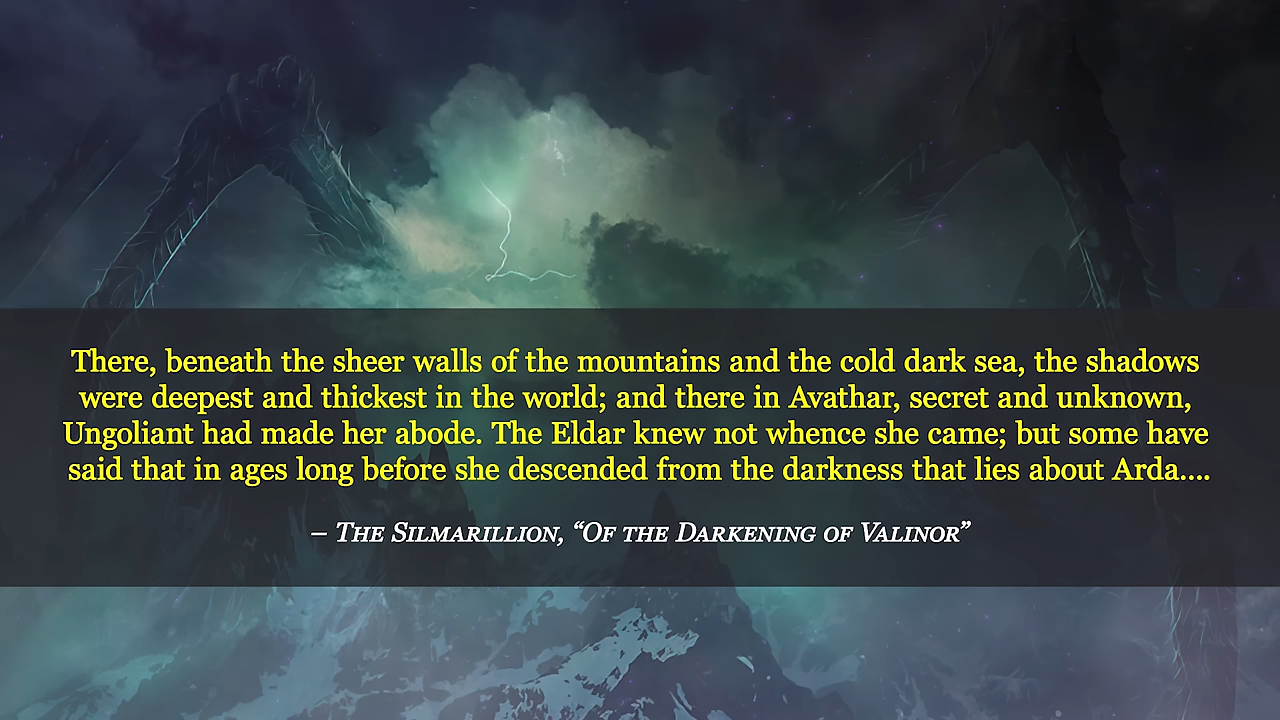 There, beneath the sheer walls of the mountains and the cold dark sea, the shadows
were deepest and thickest in the world; and there in Avathar, secret and unknown,
Ungoliant had made her abode. The Eldar knew not whence she came; but some have
said that in ages long before she descended from the darkness that lies about Arda....
– The Silmarillion, “Of the Darkening of Valinor”